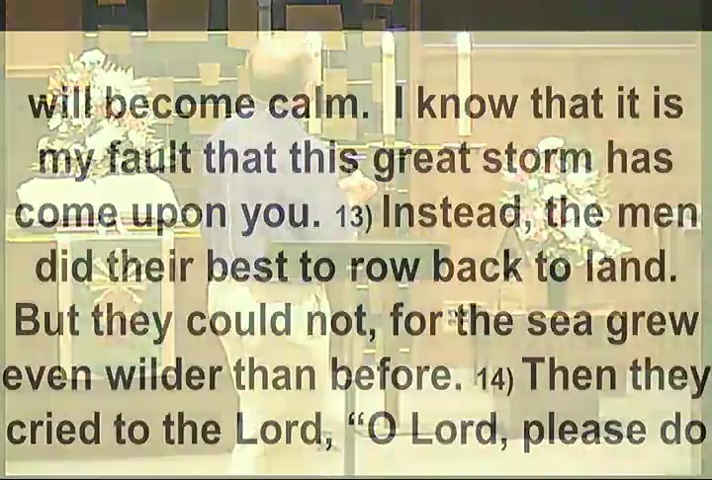 will become calm. I know that it is
my fault that this great storm has
come upon you. 13) Instead, the men
did their best to row back to land.
But they could not, for the sea grew
even wilder than before. 14) Then they
cried to the Lord, “O Lord, please do